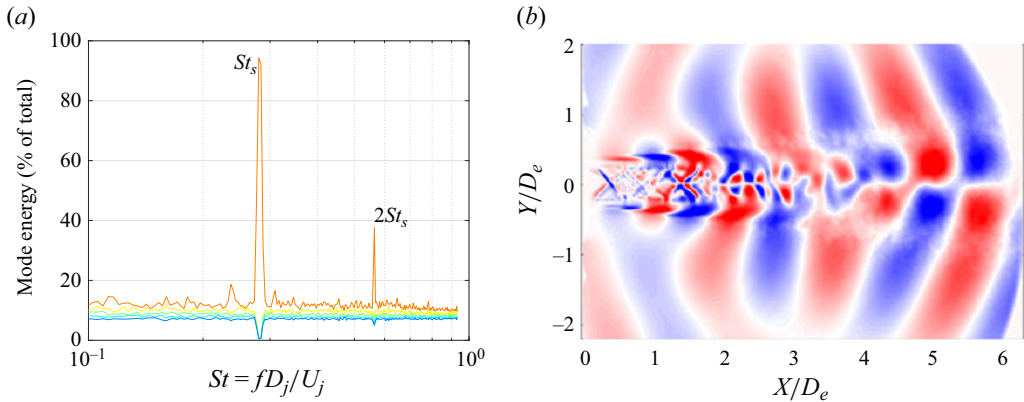 (a)
100
80
60
40
20
0
Mode energy (% of total)
St_s
2St_s
10^{-1}
10^0
St = fD_j/U_j
(b)
2
1
0
−1
−2
Y/D_e
0 1 2 3 4 5 6
X/D_e